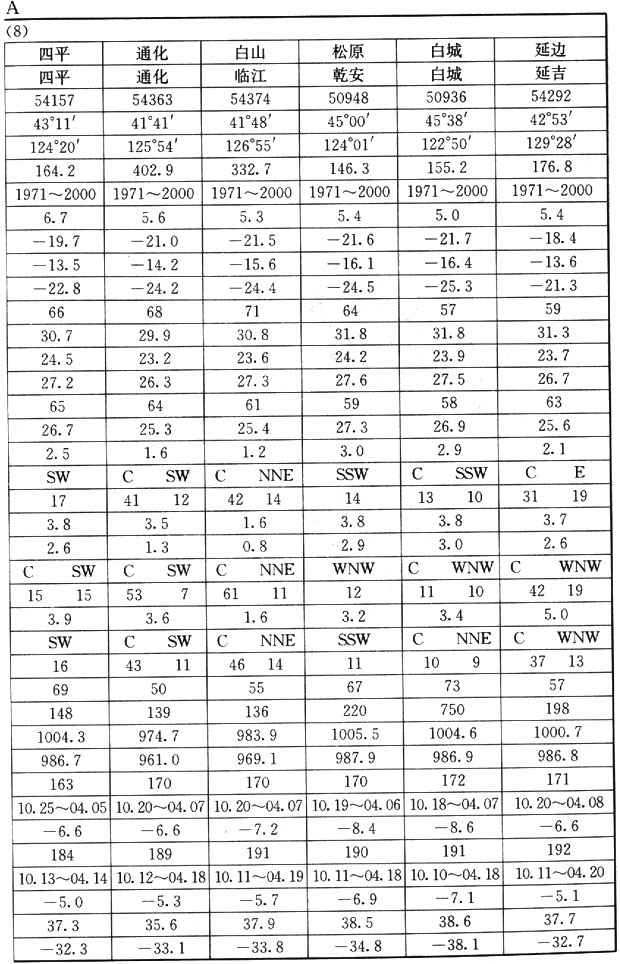 A
(8)
四平 通化 白山 松原 白城 延边
四平 通化 临江 乾安 白城 延吉
54157 54363 54374 50948 50936 54292
43°11′ 41°41′ 41°48′ 45°00′ 45°38′ 42°53′
124°20′ 125°54′ 126°55′ 124°01′ 122°50′ 129°28′
164.2 402.9 332.7 146.3 155.2 176.8
1971～2000 1971～2000 1971～2000 1971～2000 1971～2000 1971～2000
6.7 5.6 5.3 5.4 5.0 5.4
−19.7 −21.0 −21.5 −21.6 −21.7 −18.4
−13.5 −14.2 −15.6 −16.1 −16.4 −13.6
−22.8 −24.2 −24.4 −24.5 −25.3 −21.3
66 68 71 64 57 59
30.7 29.9 30.8 31.8 31.8 31.3
24.5 23.2 23.6 24.2 23.9 23.7
27.2 26.3 27.3 27.6 27.5 26.7
65 64 61 59 58 63
26.7 25.3 25.4 27.3 26.9 25.6
2.5 1.6 1.2 3.0 2.9 2.1
SW C SW C NNE SSW C SSW C E
17 41 12 42 14 14 13 10 31 19
3.8 3.5 1.6 3.8 3.8 3.7
2.6 1.3 0.8 2.9 3.0 2.6
C SW C SW C NNE WNW C WNW C WNW
15 15 53 7 61 11 12 11 10 42 19
3.9 3.6 1.6 3.2 3.4 5.0
SW C SW C NNE SSW C NNE C WNW
16 43 11 46 14 11 10 9 37 13
69 50 55 67 73 57
148 139 136 220 750 198
1004.3 974.7 983.9 1005.5 1004.6 1000.7
986.7 961.0 969.1 987.9 986.9 986.8
163 170 170 170 172 171
10.25～04.05 10.20～04.07 10.20～04.07 10.19～04.06 10.18～04.07 10.20～04.08
−6.6 −6.6 −7.2 −8.4 −8.6 −6.6
184 189 191 190 191 192
10.13～04.14 10.12～04.18 10.11～04.19 10.11～04.18 10.10～04.18 10.11～04.20
−5.0 −5.3 −5.7 −6.9 −7.1 −5.1
37.3 35.6 37.9 38.5 38.6 37.7
−32.3 −33.1 −33.8 −34.8 −38.1 −32.7